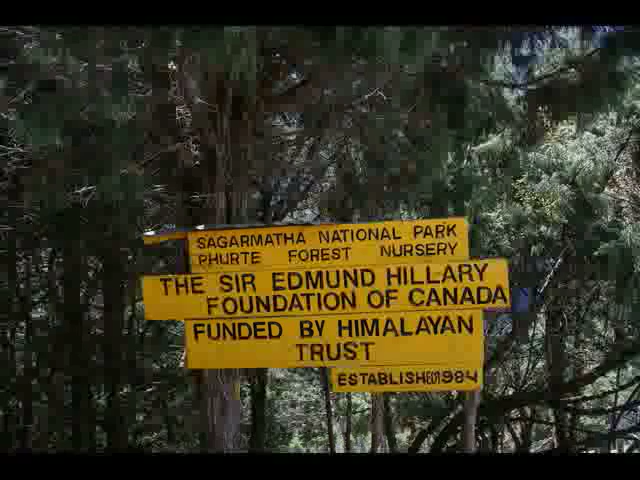 SAGARMATHA NATIONAL PARK
PHURTE FOREST NURSERY
THE SIR EDMUND HILLARY
FOUNDATION OF CANADA
FUNDED BY HIMALAYAN
TRUST
ESTABLISHED 1984